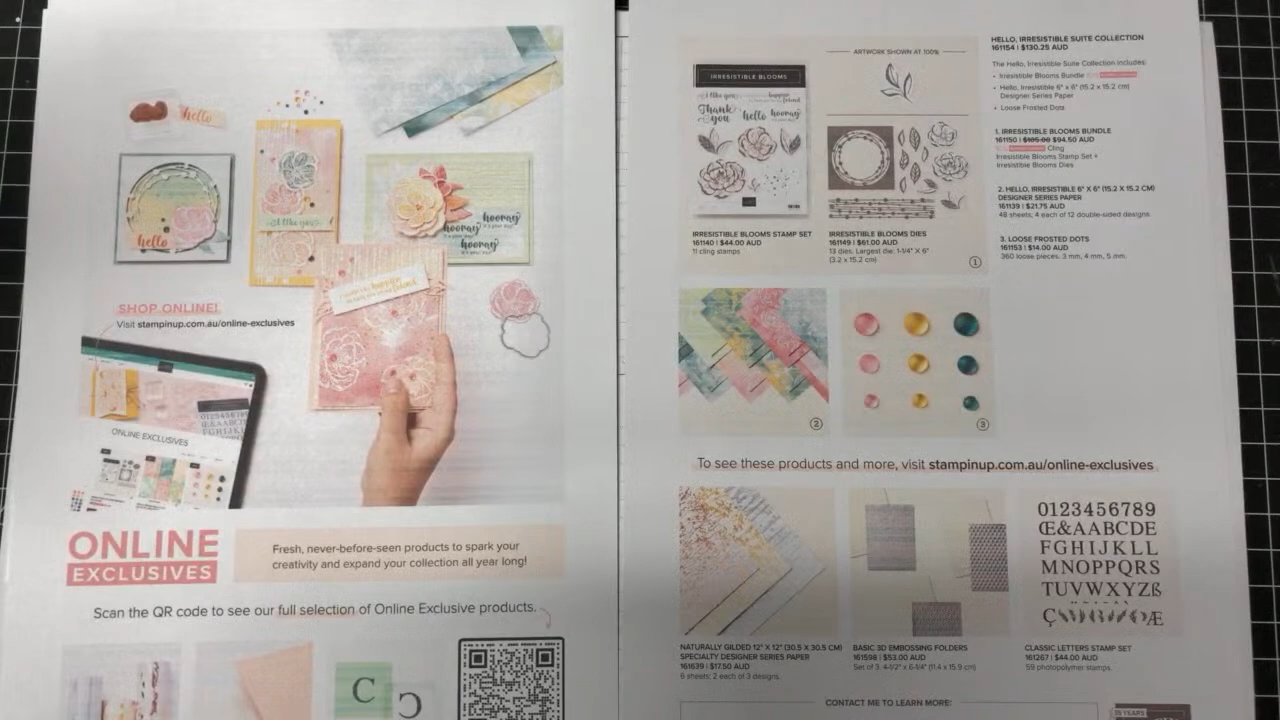 hello
I like you
hooray
hooray
hooray
hello
SHOP ONLINE!
Visit stampinup.com.au/online-exclusives
ONLINE EXCLUSIVES
ONLINE
EXCLUSIVES
Fresh, never-before-seen products to spark your
creativity and expand your collection all year long!
Scan the QR code to see our full selection of Online Exclusive products.
C
ARTWORK SHOWN AT 100%
IRRESISTIBLE BLOOMS
I like you
Thank
you
hello hooray
IRRESISTIBLE BLOOMS STAMP SET
161140 | $44.00 AUD
11 cling stamps
IRRESISTIBLE BLOOMS DIES
161149 | $61.00 AUD
13 dies. Largest die: 1-1/4" X 6"
(3.2 x 15.2 cm)
1
HELLO, IRRESISTIBLE SUITE COLLECTION
161154 | $130.25 AUD
The Hello, Irresistible Suite Collection includes:
• Irresistible Blooms Bundle
• Hello, Irresistible 6" x 6" (15.2 x 15.2 cm)
Designer Series Paper
• Loose Frosted Dots
1. IRRESISTIBLE BLOOMS BUNDLE
161150 | $105.00 $94.50 AUD
Cling
Irresistible Blooms Stamp Set +
Irresistible Blooms Dies
2. HELLO, IRRESISTIBLE 6" X 6" (15.2 X 15.2 CM)
DESIGNER SERIES PAPER
161139 | $21.75 AUD
48 sheets; 4 each of 12 double-sided designs.
3. LOOSE FROSTED DOTS
161153 | $14.00 AUD
360 loose pieces: 3 mm, 4 mm, 5 mm.
2
3
To see these products and more, visit stampinup.com.au/online-exclusives
0123456789
Œ&AABCDE
FGHIJKLL
MNOPPQRS
TUVWXYZß
Ç Æ
NATURALLY GILDED 12" X 12" (30.5 X 30.5 CM)
SPECIALTY DESIGNER SERIES PAPER
161639 | $17.50 AUD
6 sheets; 2 each of 3 designs.
BASIC 3D EMBOSSING FOLDERS
161598 | $53.00 AUD
Set of 3. 4-1/2" x 6-1/4" (11.4 x 15.9 cm)
CLASSIC LETTERS STAMP SET
161267 | $44.00 AUD
59 photopolymer stamps.
CONTACT ME TO LEARN MORE:
35 YEARS